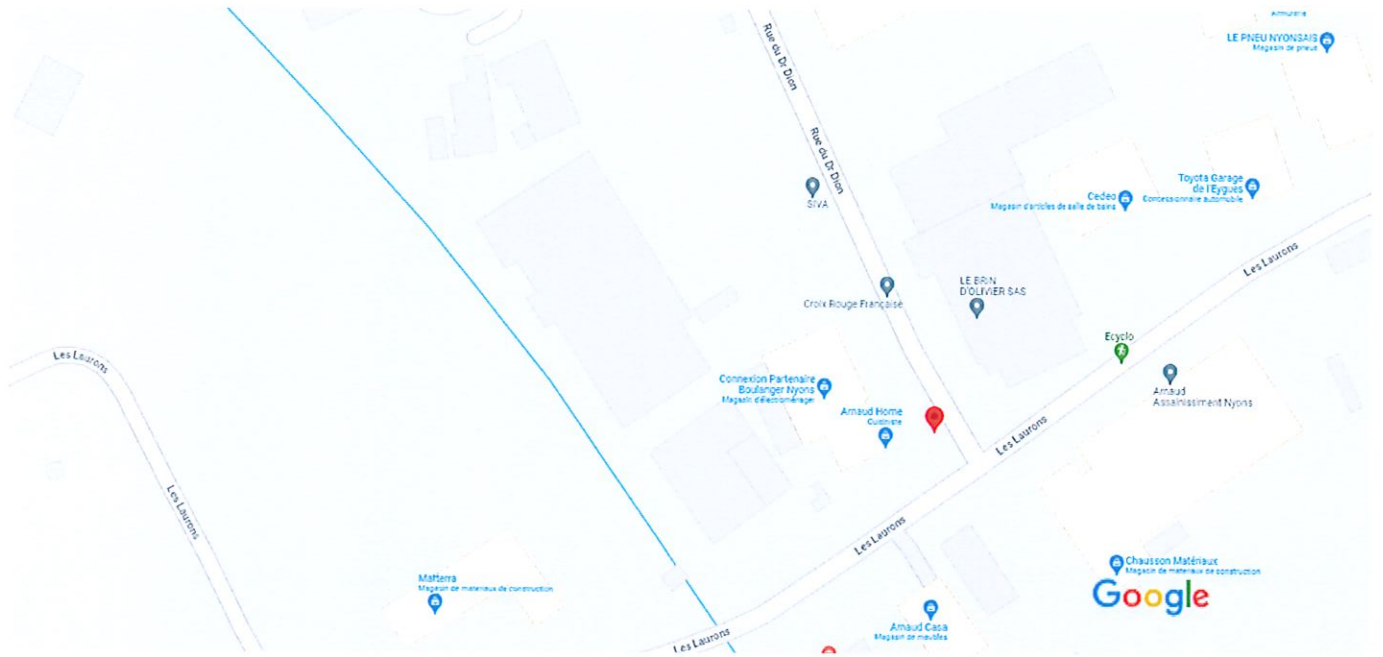 Rue du Dr Dion
LE PNEU NYONSAIS
Magasin de pneus
Rue du Dr Dion
SIVA
Cedeo
Magasin d'articles de salle de bains
Toyota Garage
de l'Eygues
Concessionnaire automobile
Les Laurons
Croix Rouge Française
LE BRIN
D'OLIVIER SAS
Ecyclo
Les Laurons
Connexion Partenaire
Boulanger Nyons
Magasin d'électroménager
Arnaud
Assainissiment Nyons
Arnaud Home
Cuisiniste
Les Laurons
Les Laurons
Les Laurons
Matterra
Magasin de materiaux de construction
Chausson Matériaux
Magasin de materiaux de construction
Google
Arnaud Casa
Magasin de meubles
Les Laurons